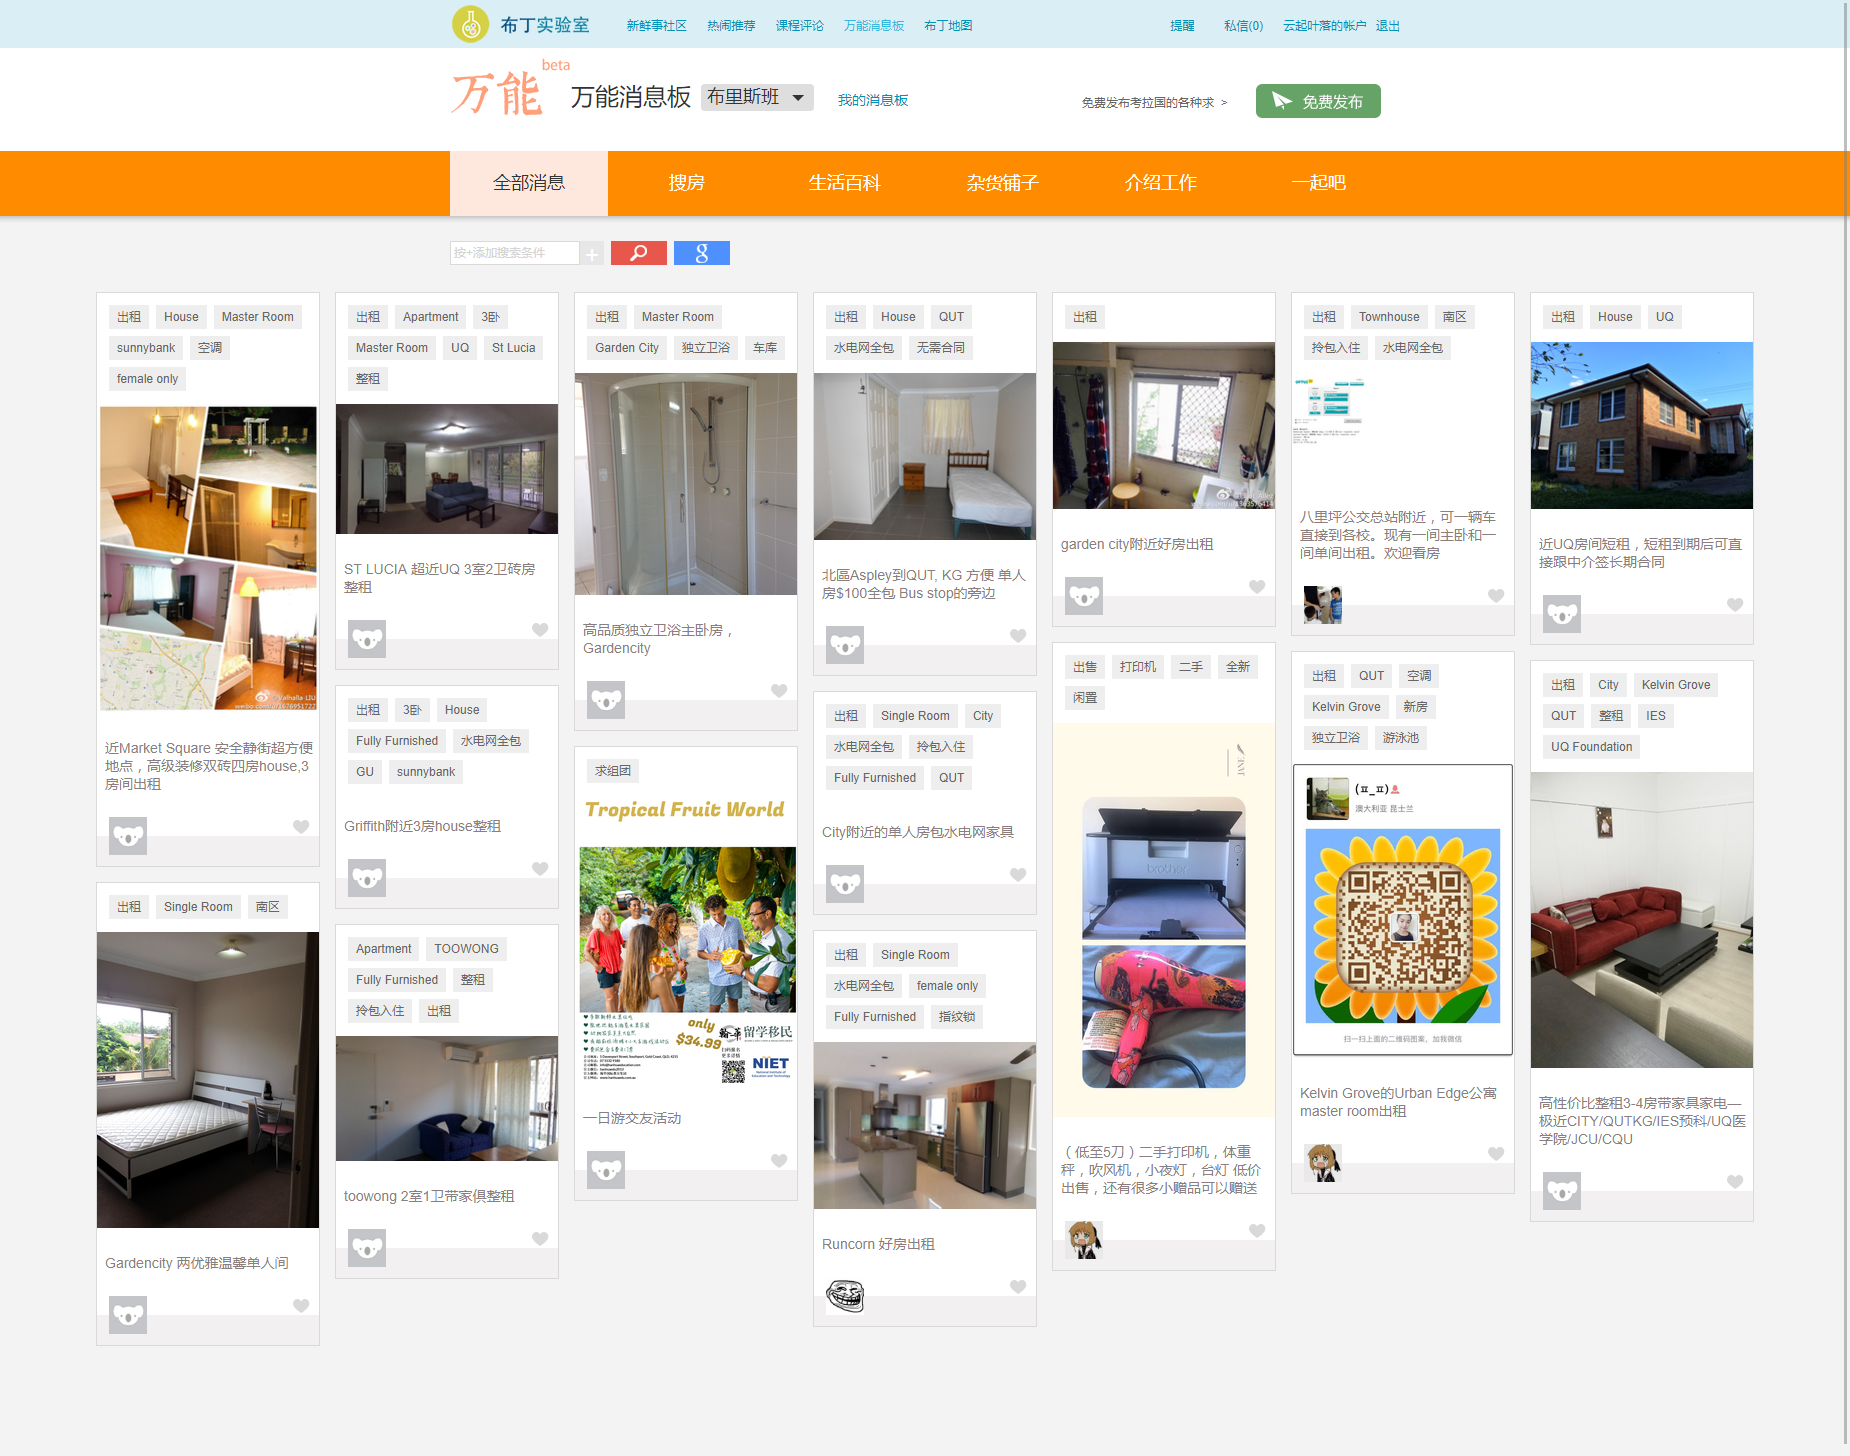 布丁实验室 新鲜事社区 热闹推荐 课程评论 万能消息板 布丁地图 提醒 私信(0) 云起叶落的帐户 退出
万能 beta 万能消息板 布里斯班 我的消息板 免费发布考拉国的各种求 > 免费发布
全部消息 搜房 生活百科 杂货铺子 介绍工作 一起吧
按+添加搜索条件
出租 House Master Room
sunnybank 空调
female only
@Valhalla-LIU
近Market Square 安全静街超方便
地点，高级装修双砖四房house,3
房间出租
出租 Single Room 南区
Gardencity 两优雅温馨单人间
出租 Apartment 3卧
Master Room UQ St Lucia
整租
ST LUCIA 超近UQ 3室2卫砖房
整租
出租 3卧 House
Fully Furnished 水电网全包
GU sunnybank
Griffith附近3房house整租
Apartment TOOWONG
Fully Furnished 整租
拎包入住 出租
toowong 2室1卫带家俱整租
出租 Master Room
Garden City 独立卫浴 车库
高品质独立卫浴主卧房，
Gardencity
求组团
Tropical Fruit World
only
$34.99
留学移民
NIET
一日游交友活动
出租 House QUT
水电网全包 无需合同
北區Aspley到QUT, KG 方便 单人
房$100全包 Bus stop的旁边
出租 Single Room City
水电网全包 拎包入住
Fully Furnished QUT
City附近的单人房包水电网家具
出租 Single Room
水电网全包 female only
Fully Furnished 指纹锁
Runcorn 好房出租
出租
garden city附近好房出租
出售 打印机 二手 全新
闲置
JANE
brother
（低至5刀）二手打印机，体重
秤，吹风机，小夜灯，台灯 低价
出售，还有很多小赠品可以赠送
出租 Townhouse 南区
拎包入住 水电网全包
八里坪公交总站附近，可一辆车
直接到各校。现有一间主卧和一
间单间出租。欢迎看房
出租 QUT 空调
Kelvin Grove 新房
独立卫浴 游泳池
(ㅍ_ㅍ)
澳大利亚 昆士兰
扫一扫上面的二维码图案，加我微信
Kelvin Grove的Urban Edge公寓
master room出租
出租 House UQ
近UQ房间短租，短租到期后可直
接跟中介签长期合同
出租 City Kelvin Grove
QUT 整租 IES
UQ Foundation
高性价比整租3-4房带家具家电—
极近CITY/QUTKG/IES预科/UQ医
学院/JCU/CQU